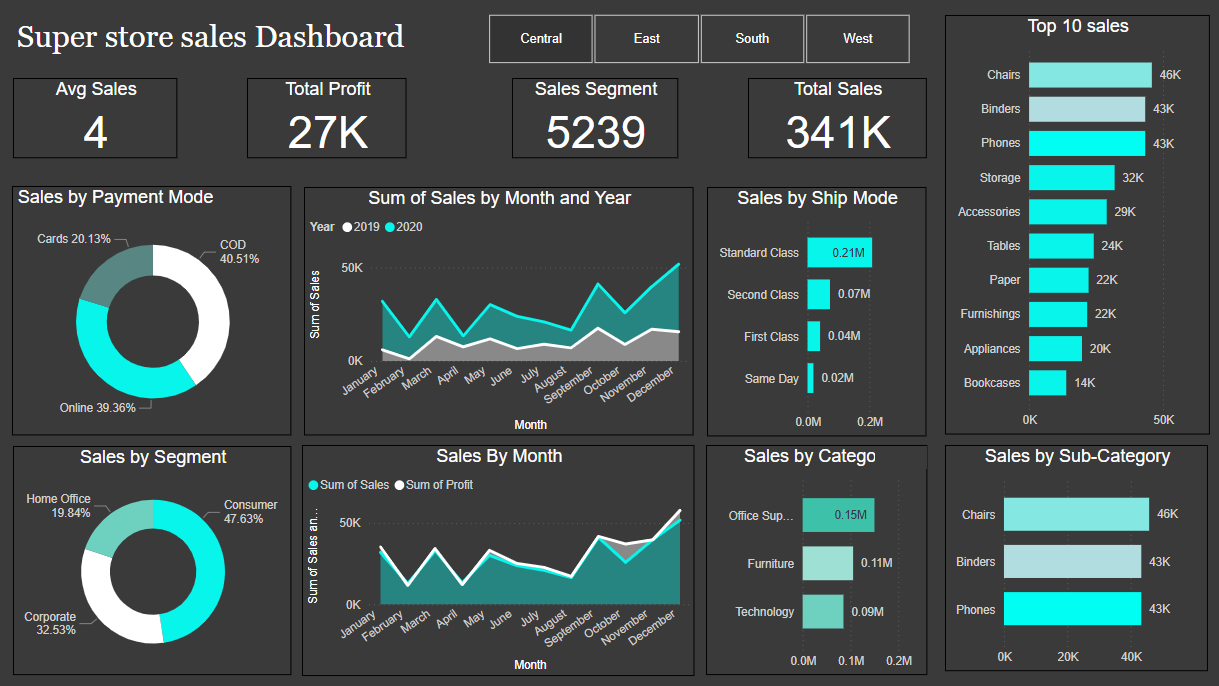 Super store sales Dashboard
Central
East
South
West
Avg Sales
4
Total Profit
27K
Sales Segment
5239
Total Sales
341K
Top 10 sales
Chairs
46K
Binders
43K
Phones
43K
Storage
32K
Accessories
29K
Tables
24K
Paper
22K
Furnishings
22K
Appliances
20K
Bookcases
14K
0K
50K
Sales by Payment Mode
Cards 20.13%
COD
40.51%
Online 39.36%
Sum of Sales by Month and Year
Year
2019
2020
Sum of Sales
50K
0K
January
February
March
April
May
June
July
August
September
October
November
December
Month
Sales by Ship Mode
Standard Class
0.21M
Second Class
0.07M
First Class
0.04M
Same Day
0.02M
0.0M
0.2M
Sales by Segment
Home Office
19.84%
Consumer
47.63%
Corporate
32.53%
Sales By Month
Sum of Sales
Sum of Profit
Sum of Sales an...
50K
0K
January
February
March
April
May
June
July
August
September
October
November
December
Month
Sales by Catego
Office Sup...
0.15M
Furniture
0.11M
Technology
0.09M
0.0M
0.1M
0.2M
Sales by Sub-Category
Chairs
46K
Binders
43K
Phones
43K
0K
20K
40K